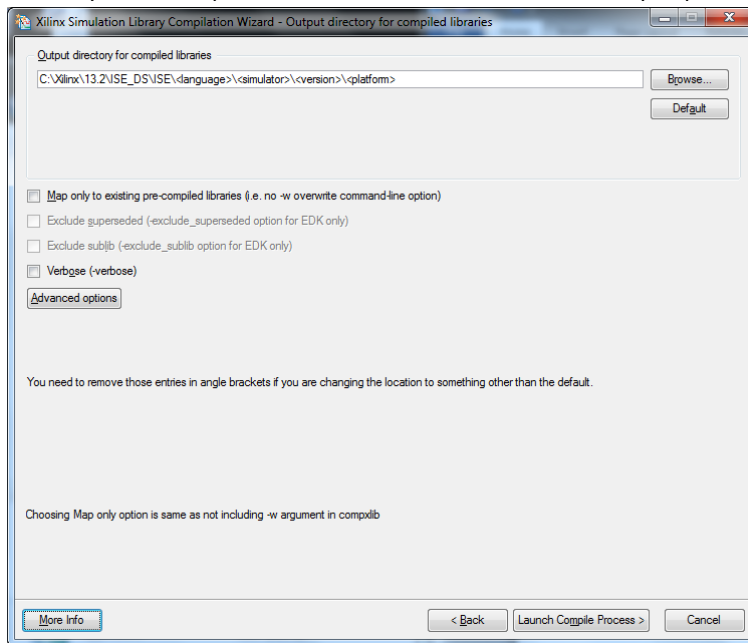 Xilinx Simulation Library Compilation Wizard - Output directory for compiled libraries
Output directory for compiled libraries
C:\Xilinx\13.2\ISE_DS\ISE\<language>\<simulator>\<version>\<platform>
Browse...
Default
Map only to existing pre-compiled libraries (i.e. no -w overwrite command-line option)
Exclude superseded (-exclude_superseded option for EDK only)
Exclude sublib (-exclude_sublib option for EDK only)
Verbose (-verbose)
Advanced options
You need to remove those entries in angle brackets if you are changing the location to something other than the default.
Choosing Map only option is same as not including -w argument in compxlib
More Info
< Back
Launch Compile Process >
Cancel